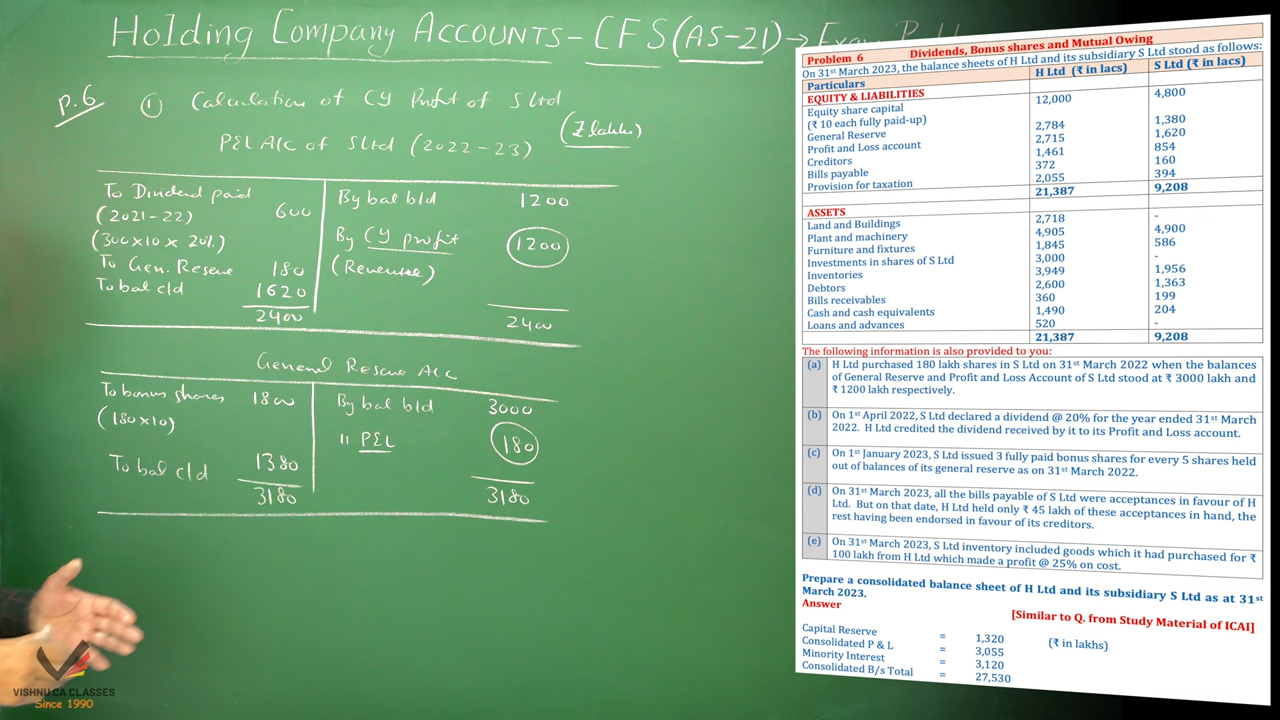 Holding Company Accounts - CFS (AS-21) → Exam
P.6
① Calculation of CY Profit of S Ltd
P&L A/C of S Ltd (2022-23)
(₹ lakhs)
To Dividend paid
(2021-22) 600
(300 x 10 x 20%)
To Gen. Reserve 180
To bal c/d 1620
2400
By bal b/d 1200
By CY profit 1200
(Revenue)
2400
General Reserve A/C
To bonus shares 1800
(180 x 10)
To bal c/d 1380
3180
By bal b/d 3000
" P&L 180
3180
Problem 6 Dividends, Bonus shares and Mutual Owing
On 31st March 2023, the balance sheets of H Ltd and its subsidiary S Ltd stood as follows:
Particulars H Ltd (₹ in lacs) S Ltd (₹ in lacs)
EQUITY & LIABILITIES
Equity share capital 12,000 4,800
(₹ 10 each fully paid-up)
General Reserve 2,784 1,380
Profit and Loss account 2,715 1,620
Creditors 1,461 854
Bills payable 372 160
Provision for taxation 2,055 394
21,387 9,208
ASSETS
Land and Buildings 2,718 -
Plant and machinery 4,905 4,900
Furniture and fixtures 1,845 586
Investments in shares of S Ltd 3,000 -
Inventories 3,949 1,956
Debtors 2,600 1,363
Bills receivables 360 199
Cash and cash equivalents 1,490 204
Loans and advances 520 -
21,387 9,208
The following information is also provided to you:
(a) H Ltd purchased 180 lakh shares in S Ltd on 31st March 2022 when the balances
of General Reserve and Profit and Loss Account of S Ltd stood at ₹ 3000 lakh and
₹ 1200 lakh respectively.
(b) On 1st April 2022, S Ltd declared a dividend @ 20% for the year ended 31st March
2022. H Ltd credited the dividend received by it to its Profit and Loss account.
(c) On 1st January 2023, S Ltd issued 3 fully paid bonus shares for every 5 shares held
out of balances of its general reserve as on 31st March 2022.
(d) On 31st March 2023, all the bills payable of S Ltd were acceptances in favour of H
Ltd. But on that date, H Ltd held only ₹ 45 lakh of these acceptances in hand, the
rest having been endorsed in favour of its creditors.
(e) On 31st March 2023, S Ltd inventory included goods which it had purchased for ₹
100 lakh from H Ltd which made a profit @ 25% on cost.
Prepare a consolidated balance sheet of H Ltd and its subsidiary S Ltd as at 31st
March 2023.
Answer
[Similar to Q. from Study Material of ICAI]
Capital Reserve = 1,320 (₹ in lakhs)
Consolidated P & L = 3,055
Minority Interest = 3,120
Consolidated B/s Total = 27,530
VISHNU CA CLASSES
Since 1990